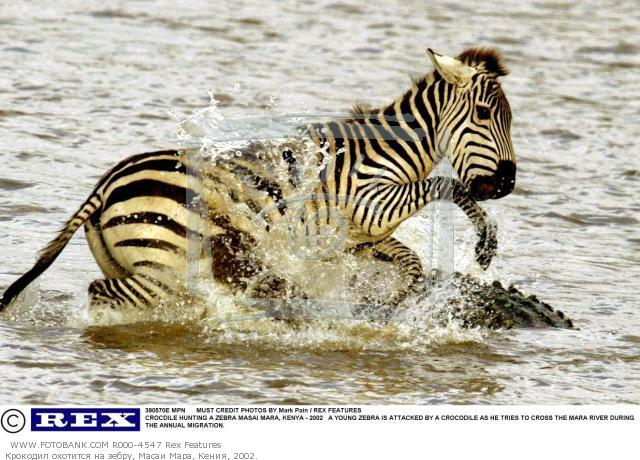 390570E MPN MUST CREDIT PHOTOS BY Mark Pain / REX FEATURES
CROCDILE HUNTING A ZEBRA MASAI MARA, KENYA - 2002 A YOUNG ZEBRA IS ATTACKED BY A CROCODILE AS HE TRIES TO CROSS THE MARA RIVER DURING
THE ANNUAL MIGRATION.
© REX
WWW.FOTOBANK.COM R000-4547 Rex Features
Крокодил охотится на зебру, Масаи Мара, Кения, 2002.